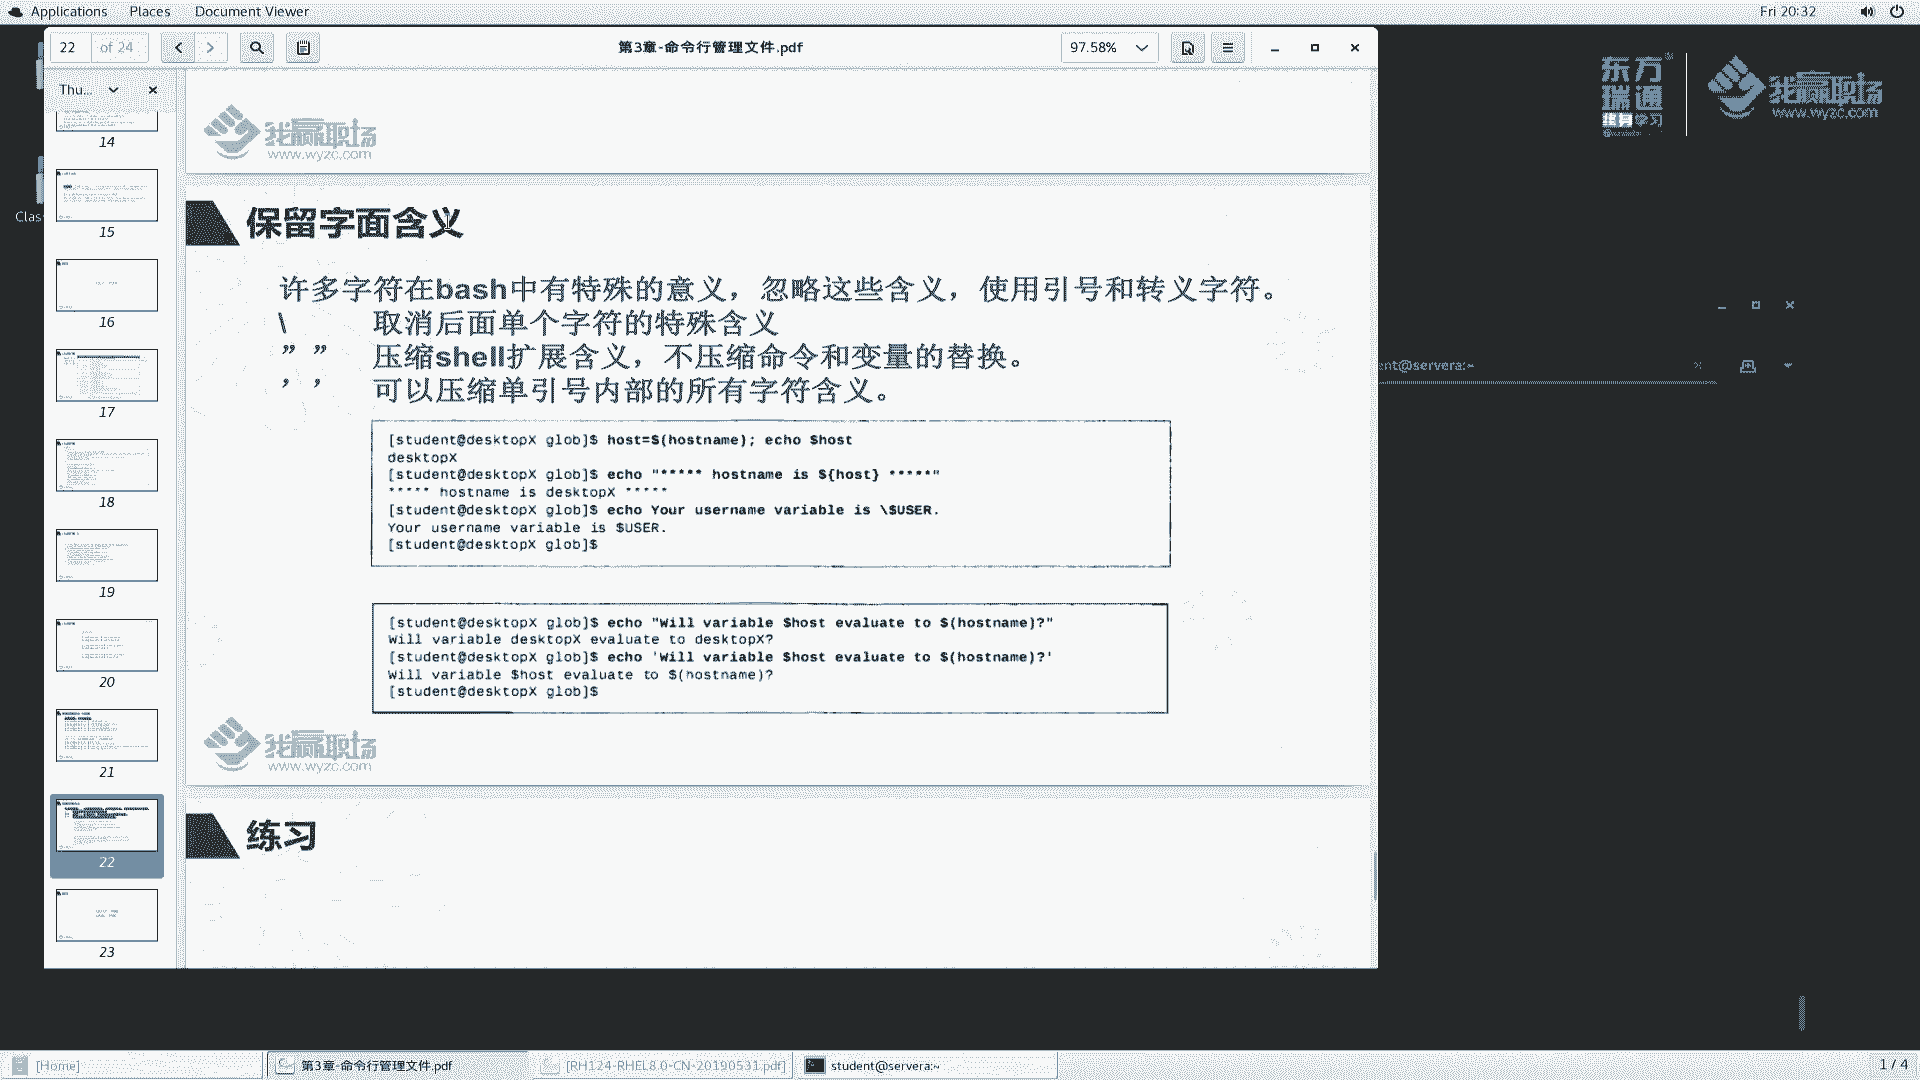 Applications Places Document Viewer Fri 20:32
22 of 24 第3章-命令行管理文件.pdf 97.58%
Thu...
14
15
16
17
18
19
20
21
22
23
Clas
我赢职场
www.wyzc.com
保留字面含义
许多字符在bash中有特殊的意义，忽略这些含义，使用引号和转义字符。
\ 取消后面单个字符的特殊含义
” ” 压缩shell扩展含义，不压缩命令和变量的替换。
’ ’ 可以压缩单引号内部的所有字符含义。
[student@desktopX glob]$ host=$(hostname); echo $host
desktopX
[student@desktopX glob]$ echo "***** hostname is ${host} *****"
***** hostname is desktopX *****
[student@desktopX glob]$ echo Your username variable is \$USER.
Your username variable is $USER.
[student@desktopX glob]$
[student@desktopX glob]$ echo "Will variable $host evaluate to $(hostname)?"
Will variable desktopX evaluate to desktopX?
[student@desktopX glob]$ echo 'Will variable $host evaluate to $(hostname)?'
Will variable $host evaluate to $(hostname)?
[student@desktopX glob]$
我赢职场
www.wyzc.com
练习
东方
瑞通
终身学习
我赢职场
www.wyzc.com
ent@servera:~
[Home] 第3章-命令行管理文件.pdf [RH124-RHEL8.0-CN-20190531.pdf] student@servera:~ 1 / 4